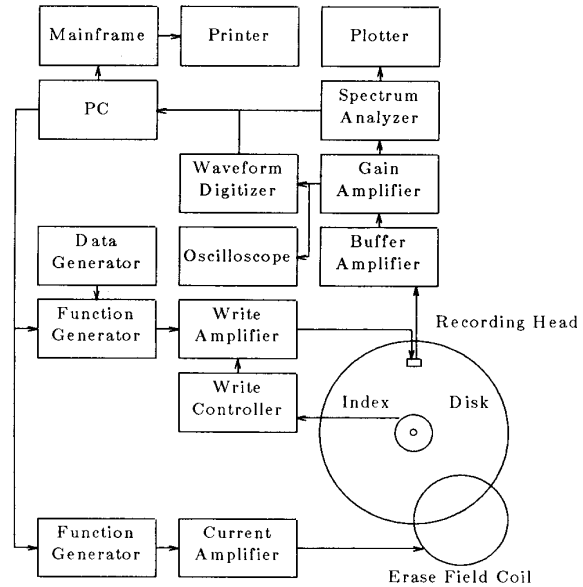 Mainframe
Printer
Plotter
PC
Spectrum
Analyzer
Waveform
Digitizer
Gain
Amplifier
Data
Generator
Oscilloscope
Buffer
Amplifier
Function
Generator
Write
Amplifier
Recording Head
Write
Controller
Index
Disk
Function
Generator
Current
Amplifier
Erase Field Coil